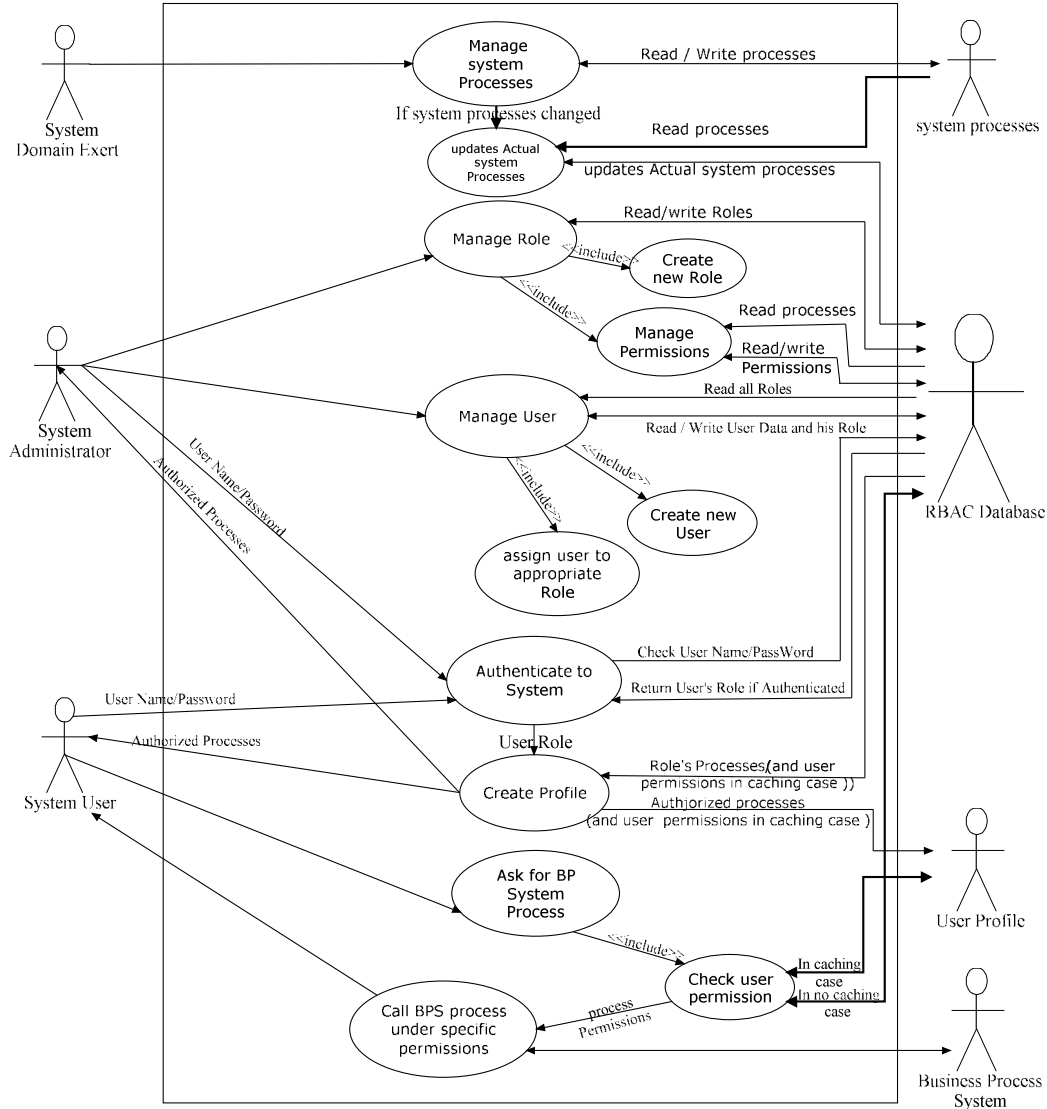 Manage
system
Processes
Read / Write processes
System
Domain Exert
system processes
If system processes changed
Read processes
updates Actual
system
Processes
updates Actual system processes
Manage Role
Read/write Roles
<<include>>
Create
new Role
<<include>>
Manage
Permissions
Read processes
Read/write
Permissions
System
Administrator
Manage User
Read all Roles
Read / Write User Data and his Role
<<include>>
<<include>>
Create new
User
assign user to
appropriate
Role
RBAC Database
User Name/Password
Authorized Processes
Authenticate to
System
Check User Name/PassWord
Return User's Role if Authenticated
User Name/Password
Authorized Processes
System User
User Role
Create Profile
Role's Processes(and user
permissions in caching case ))
Authjorized processes
(and user permissions in caching case )
Ask for BP
System
Process
<<include>>
User Profile
Check user
permission
In caching
case
In no caching
case
process
Permissions
Call BPS process
under specific
permissions
Business Process
System